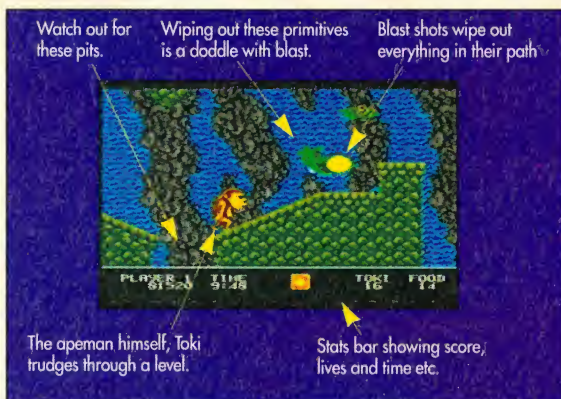 Watch out for
these pits.
Wiping out these primitives
is a doddle with blast.
Blast shots wipe out
everything in their path
PLAYER 1 TIME TOKI FOOD
81520 9:48 16 14
The apeman himself, Toki
trudges through a level.
Stats bar showing score,
lives and time etc.